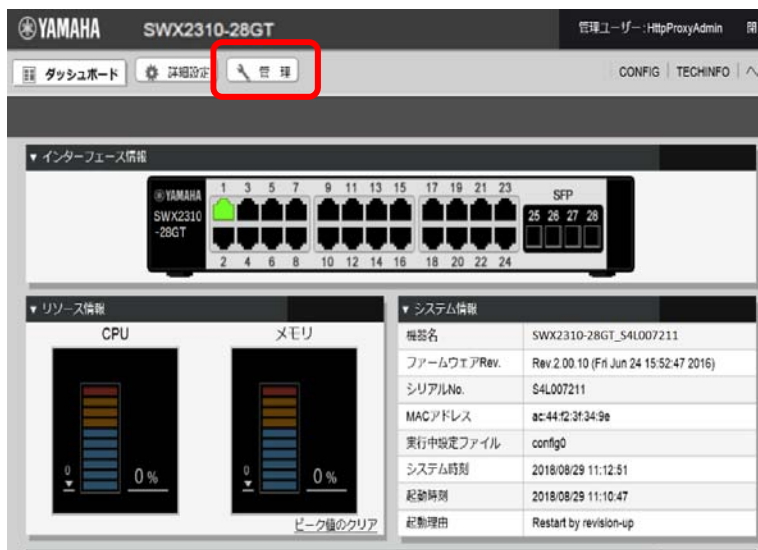 YAMAHA SWX2310-28GT 管理ユーザー:HttpProxyAdmin 閉
ダッシュボード 詳細設定 管理 CONFIG TECHINFO ヘ
▼ インターフェース情報
YAMAHA
SWX2310
-28GT
1 3 5 7 9 11 13 15 17 19 21 23 SFP
25 26 27 28
2 4 6 8 10 12 14 16 18 20 22 24
▼ リソース情報
CPU メモリ
0 0 % 0 0 %
ピーク値のクリア
▼ システム情報
機器名 SWX2310-28GT_S4L007211
ファームウェアRev. Rev.2.00.10 (Fri Jun 24 15:52:47 2016)
シリアルNo. S4L007211
MACアドレス ac:44:f2:3f:34:9e
実行中設定ファイル config0
システム時刻 2018/08/29 11:12:51
起動時刻 2018/08/29 11:10:47
起動理由 Restart by revision-up